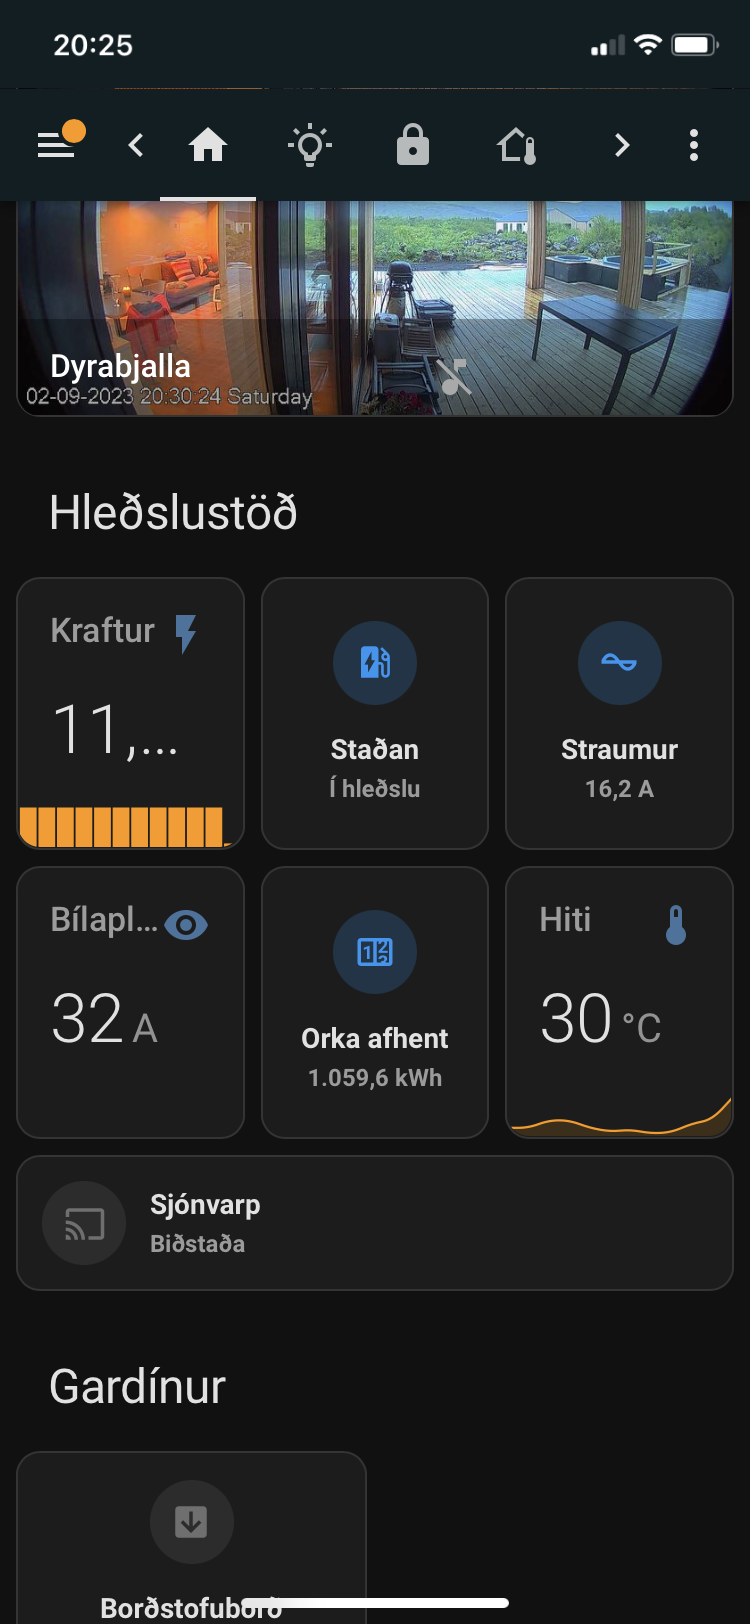 20:25
Dyrabjalla
02-09-2023 20:30:24 Saturday
Hleðslustöð
Kraftur
11,...
Staðan
Í hleðslu
Straumur
16,2 A
Bílapl...
32 A
Orka afhent
1.059,6 kWh
Hiti
30 °C
Sjónvarp
Biðstaða
Gardínur
Borðstofuborð